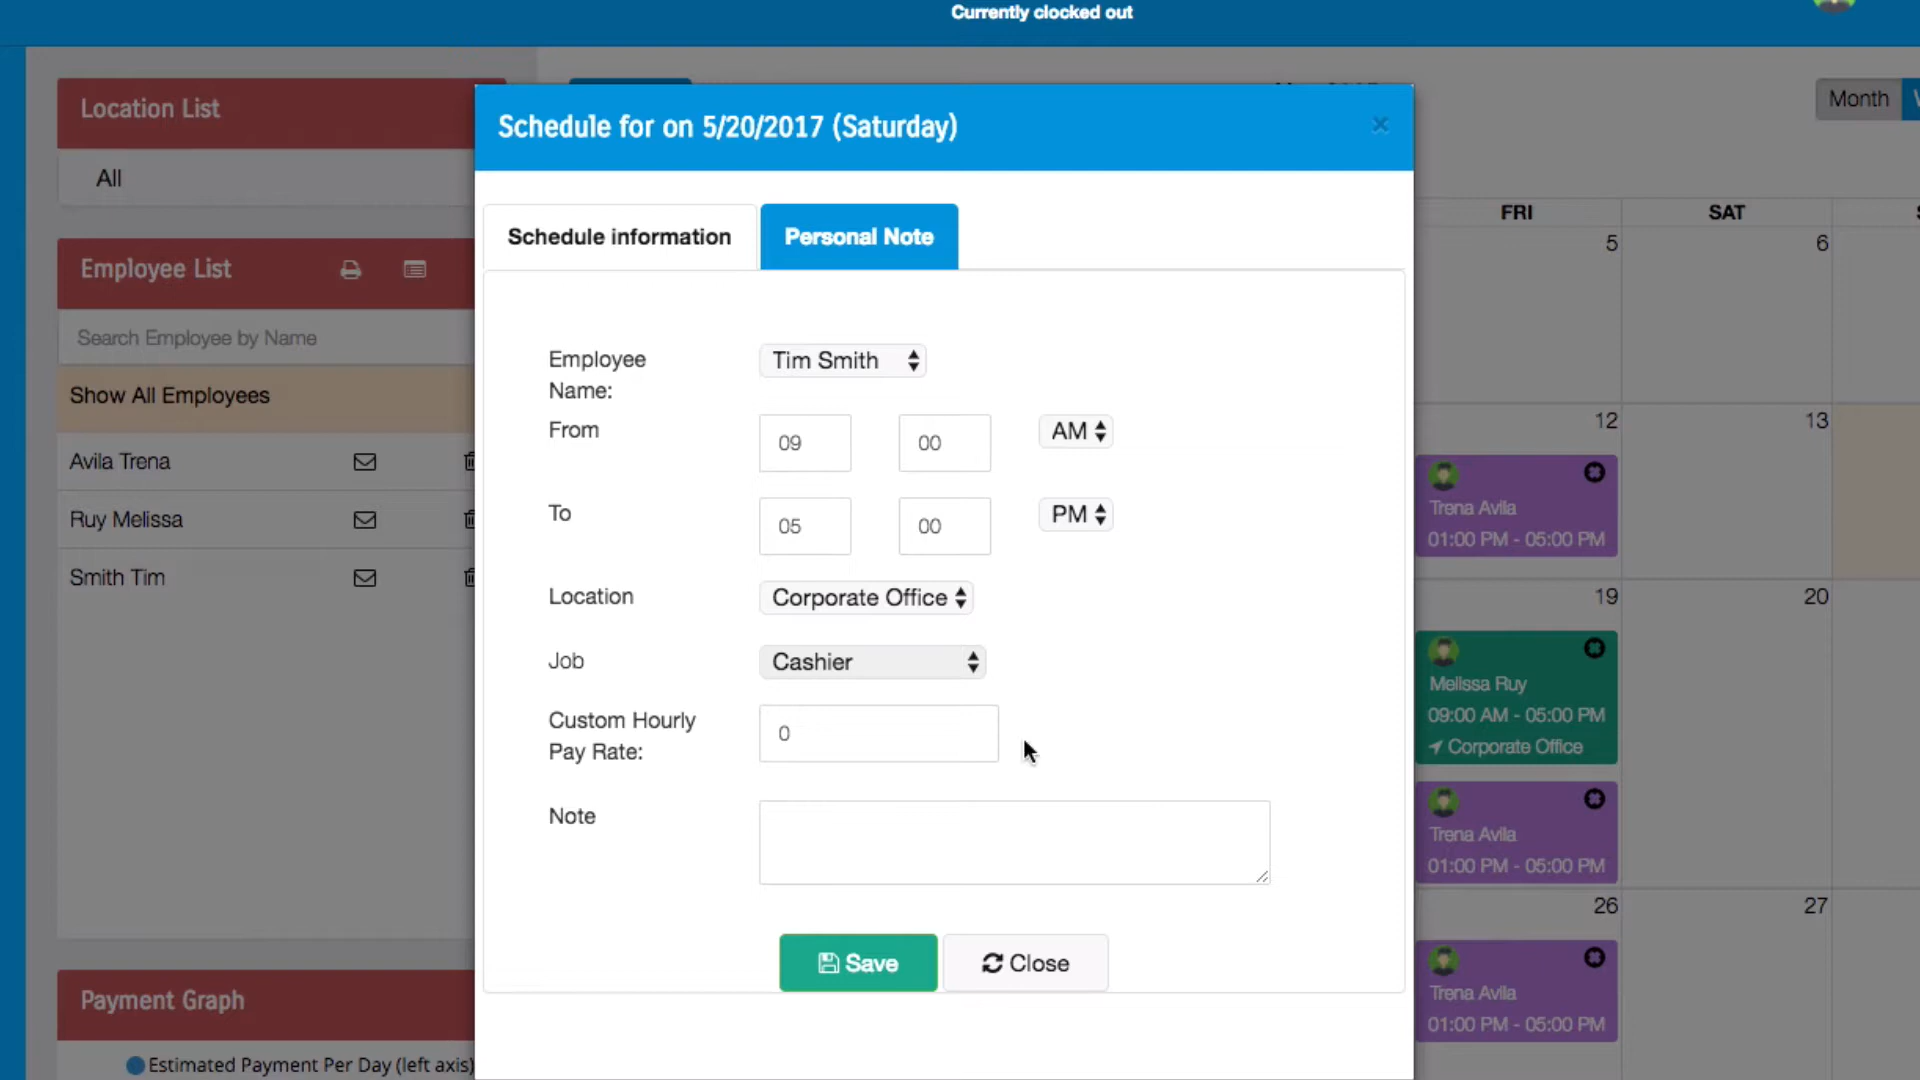 Currently clocked out
Location List
All
Employee List
Search Employee by Name
Show All Employees
Avila Trena
Ruy Melissa
Smith Tim
Payment Graph
Estimated Payment Per Day (left axis)
Schedule for on 5/20/2017 (Saturday)
×
Schedule information
Personal Note
Employee
Name:
Tim Smith
From
09
00
AM
To
05
00
PM
Location
Corporate Office
Job
Cashier
Custom Hourly
Pay Rate:
0
Note
Save
Close
Month
FRI
SAT
5
6
12
13
Trena Avila
01:00 PM - 05:00 PM
19
20
Melissa Ruy
09:00 AM - 05:00 PM
Corporate Office
Trena Avila
01:00 PM - 05:00 PM
26
27
Trena Avila
01:00 PM - 05:00 PM